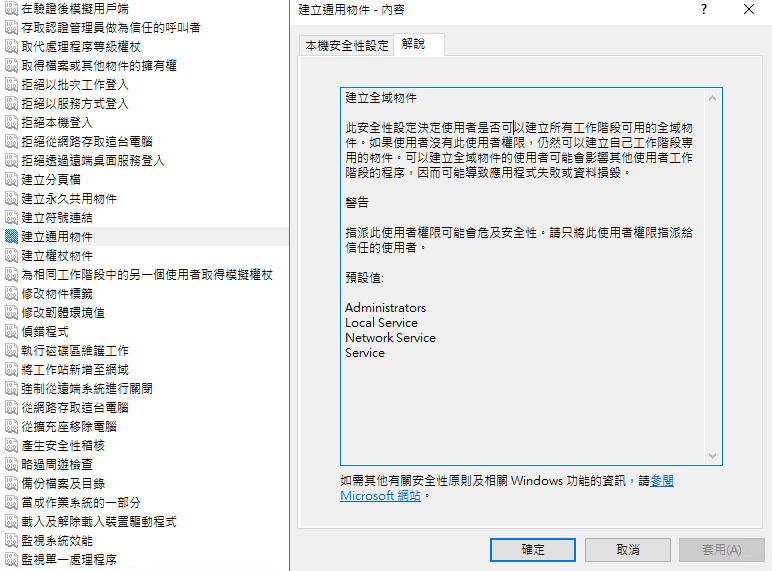 在驗證後模擬用戶端
存取認證管理員做為信任的呼叫者
取代處理程序等級權杖
取得檔案或其他物件的擁有權
拒絕以批次工作登入
拒絕以服務方式登入
拒絕本機登入
拒絕從網路存取這台電腦
拒絕透過遠端桌面服務登入
建立分頁檔
建立永久共用物件
建立符號連結
建立通用物件
建立權杖物件
為相同工作階段中的另一個使用者取得模擬權杖
修改物件標籤
修改韌體環境值
偵錯程式
執行磁碟區維護工作
將工作站新增至網域
強制從遠端系統進行關閉
從網路存取這台電腦
從擴充座移除電腦
產生安全性稽核
略過周遊檢查
備份檔案及目錄
當成作業系統的一部分
載入及解除載入裝置驅動程式
監視系統效能
監視單一處理程序
建立通用物件 - 內容
?
本機安全性設定 解說
建立全域物件
此安全性設定決定使用者是否可以建立所有工作階段可用的全域物
件。如果使用者沒有此使用者權限，仍然可以建立自己工作階段專
用的物件。可以建立全域物件的使用者可能會影響其他使用者工作
階段的程序，因而可能導致應用程式失敗或資料損毀。
警告
指派此使用者權限可能會危及安全性。請只將此使用者權限指派給
信任的使用者。
預設值:
Administrators
Local Service
Network Service
Service
如需其他有關安全性原則及相關 Windows 功能的資訊，請參閱
Microsoft 網站。
確定 取消 套用(A)